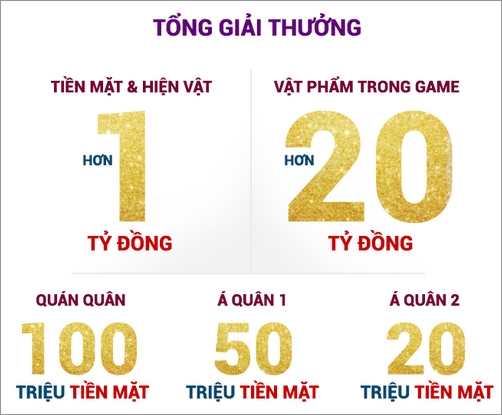 TỔNG GIẢI THƯỞNG
TIỀN MẶT & HIỆN VẬT
HƠN 1
TỶ ĐỒNG
VẬT PHẨM TRONG GAME
HƠN 20
TỶ ĐỒNG
QUÁN QUÂN
100
TRIỆU TIỀN MẶT
Á QUÂN 1
50
TRIỆU TIỀN MẶT
Á QUÂN 2
20
TRIỆU TIỀN MẶT